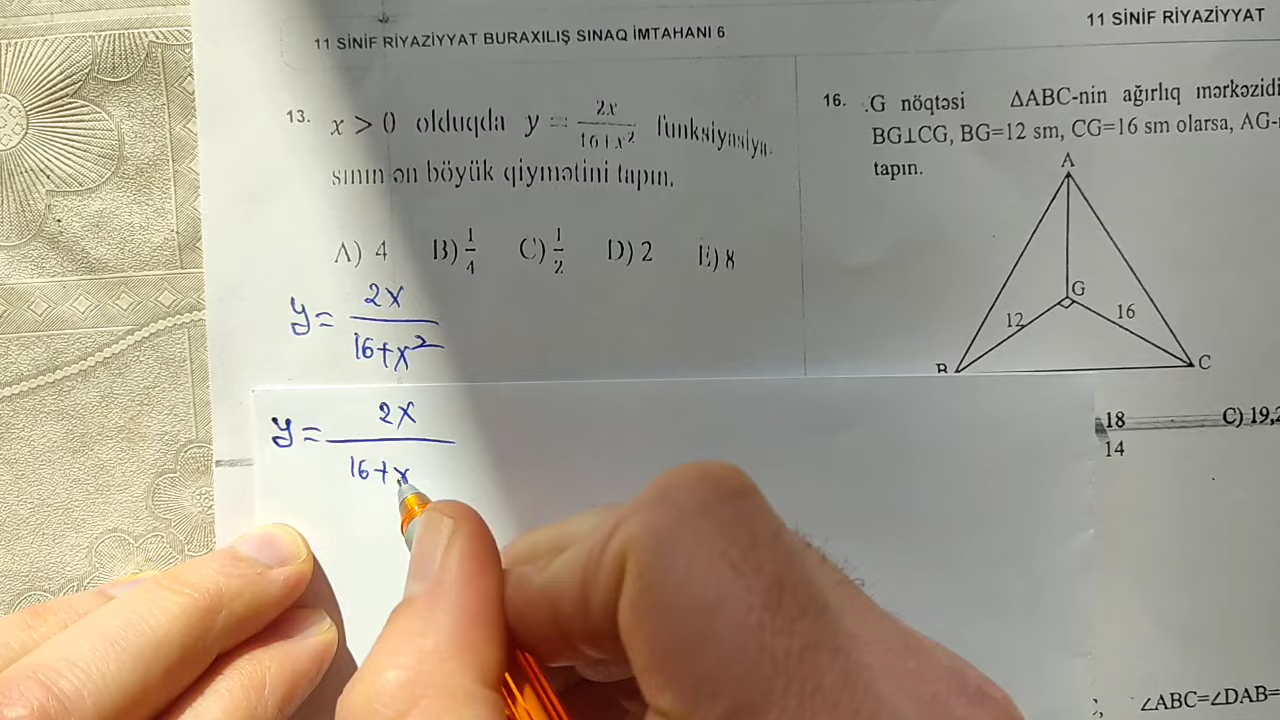 11 SİNİF RİYAZİYYAT BURAXILIŞ SINAQ İMTAHANI 6
13. x > 0 olduqda y = 2x/16+x² funksiyasıyn
sının ən böyük qiymətini tapın.
A) 4 B) 1/4 C) 1/2 D) 2 E) 8
y = 2x/16+x²
y = 2x/16+x
11 SİNİF RİYAZİYYAT
16. G nöqtəsi ΔABC-nin ağırlıq mərkəzidi
BG⊥CG, BG=12 sm, CG=16 sm olarsa, AG-
tapın.
A
G
12 16
B C
18 C) 19,2
14
∠ABC=∠DAB=